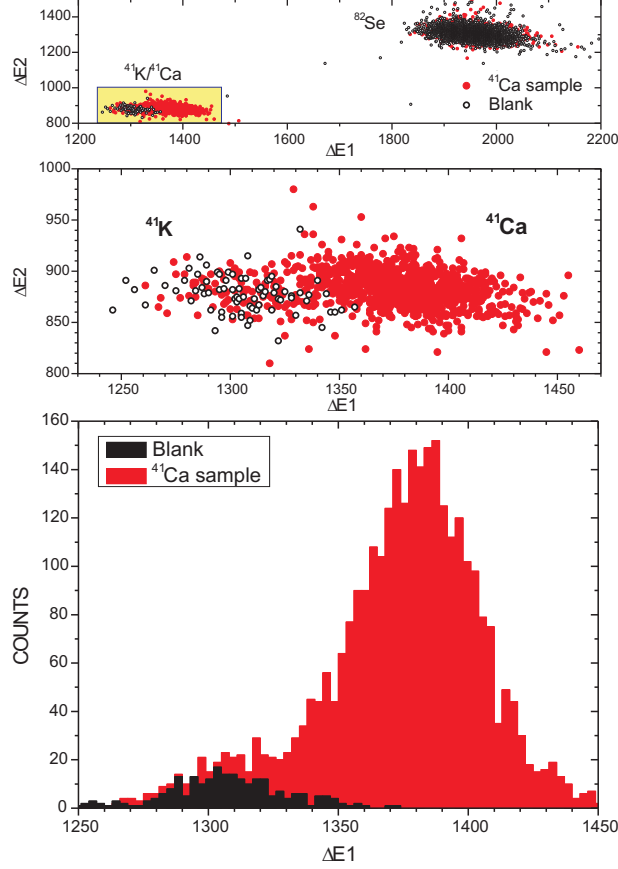 1400
1200
1000
800
ΔE2
⁸²Se
⁴¹K/⁴¹Ca
⁴¹Ca sample
Blank
1200 1400 1600 1800 2000 2200
ΔE1
1000
950
900
850
800
ΔE2
⁴¹K
⁴¹Ca
1250 1300 1350 1400 1450
ΔE1
160
140
120
100
80
60
40
20
0
COUNTS
Blank
⁴¹Ca sample
1250 1300 1350 1400 1450
ΔE1